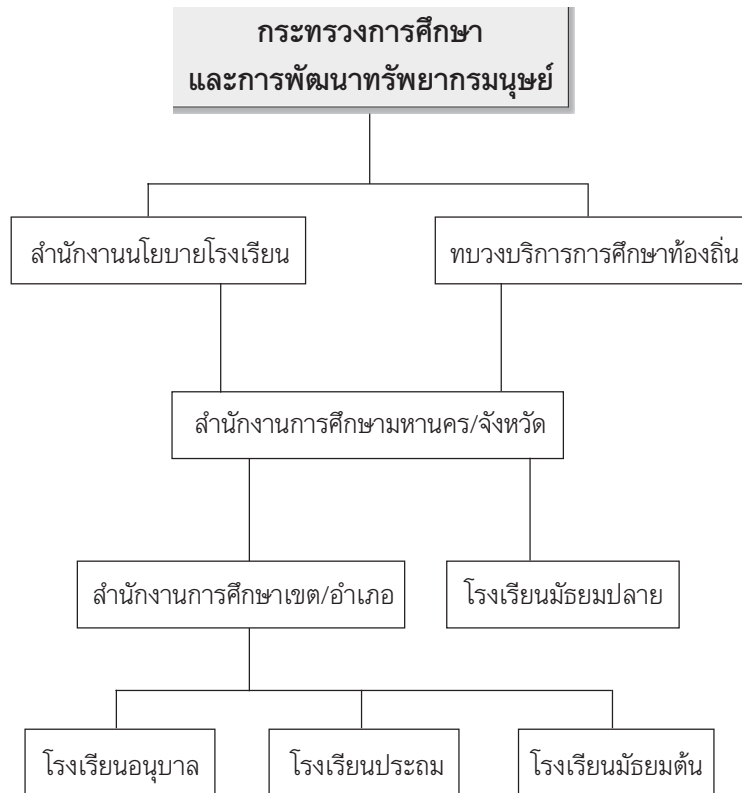 กระทรวงการศึกษา
และการพัฒนาทรัพยากรมนุษย์
สำนักงานนโยบายโรงเรียน
ทบวงบริการการศึกษาท้องถิ่น
สำนักงานการศึกษามหานคร/จังหวัด
สำนักงานการศึกษาเขต/อำเภอ
โรงเรียนมัธยมปลาย
โรงเรียนอนุบาล
โรงเรียนประถม
โรงเรียนมัธยมต้น